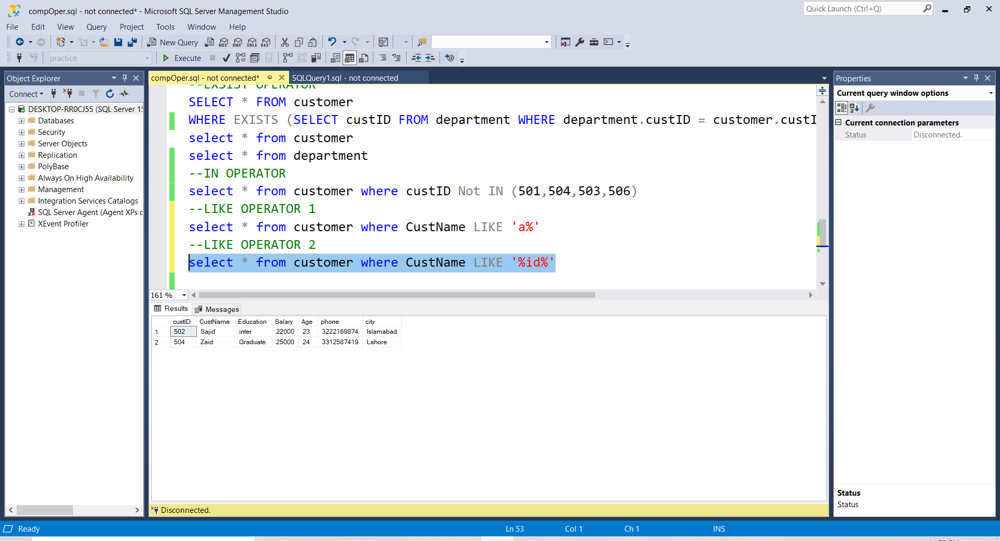 compOper.sql - not connected* - Microsoft SQL Server Management Studio
Quick Launch (Ctrl+Q)
File Edit View Query Project Tools Window Help
New Query MDX DMX XMLA DAX
practice Execute
Object Explorer
Connect
DESKTOP-RR0CJ55 (SQL Server 15
Databases
Security
Server Objects
Replication
PolyBase
Always On High Availability
Management
Integration Services Catalogs
SQL Server Agent (Agent XPs c
XEvent Profiler
compOper.sql - not connected* SQLQuery1.sql - not connected
--EXSIST OPERATOR
SELECT * FROM customer
WHERE EXISTS (SELECT custID FROM department WHERE department.custID = customer.custI
select * from customer
select * from department
--IN OPERATOR
select * from customer where custID Not IN (501,504,503,506)
--LIKE OPERATOR 1
select * from customer where CustName LIKE 'a%'
--LIKE OPERATOR 2
select * from customer where CustName LIKE '%id%'
161 %
Results Messages
custID CustName Education Salary Age phone city
1 502 Sajid inter 22000 23 3222169874 Islamabad
2 504 Zaid Graduate 25000 24 3312587419 Lahore
Disconnected.
Properties
Current query window options
Current connection parameters
Status Disconnected.
Status
Status
Ready Ln 53 Col 1 Ch 1 INS